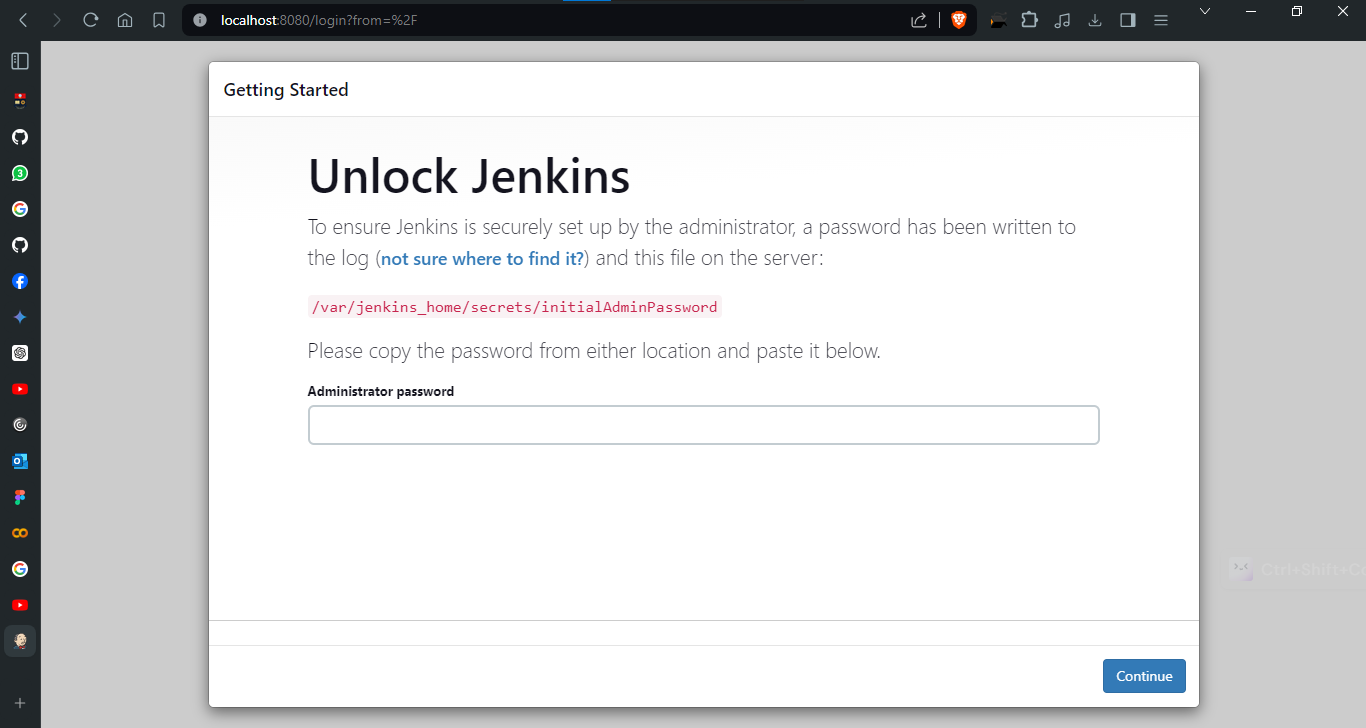 localhost:8080/login?from=%2F
Getting Started
Unlock Jenkins
To ensure Jenkins is securely set up by the administrator, a password has been written to
the log (not sure where to find it?) and this file on the server:
/var/jenkins_home/secrets/initialAdminPassword
Please copy the password from either location and paste it below.
Administrator password
3
Ctrl+Shift+C
Continue